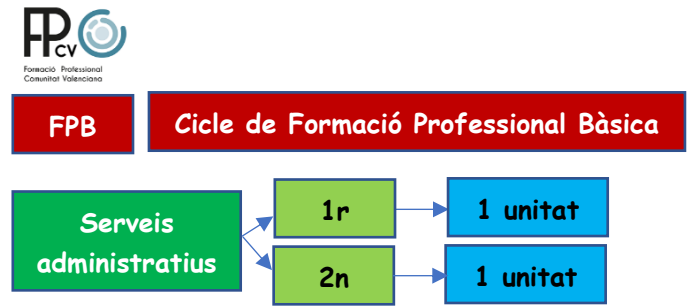 FPCV
Formació Professional
Comunitat Valenciana
FPB
Cicle de Formació Professional Bàsica
Serveis
administratius
1r
1 unitat
2n
1 unitat